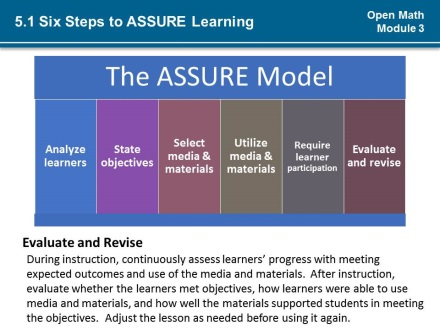 5.1 Six Steps to ASSURE Learning
Open Math
Module 3
The ASSURE Model
Analyze
learners
State
objectives
Select
media &
materials
Utilize
media &
materials
Require
learner
participation
Evaluate
and revise
Evaluate and Revise
During instruction, continuously assess learners’ progress with meeting
expected outcomes and use of the media and materials. After instruction,
evaluate whether the learners met objectives, how learners were able to use
media and materials, and how well the materials supported students in meeting
the objectives. Adjust the lesson as needed before using it again.